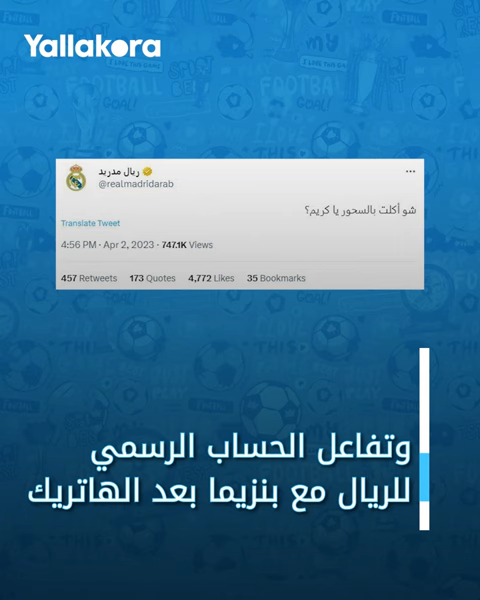 Yallakora
ريال مدريد
@realmadridarab
شو أكلت بالسحور يا كريم؟
Translate Tweet
4:56 PM · Apr 2, 2023 · 747.1K Views
457 Retweets 173 Quotes 4,772 Likes 35 Bookmarks
وتفاعل الحساب الرسمي
للريال مع بنزيما بعد الهاتريك